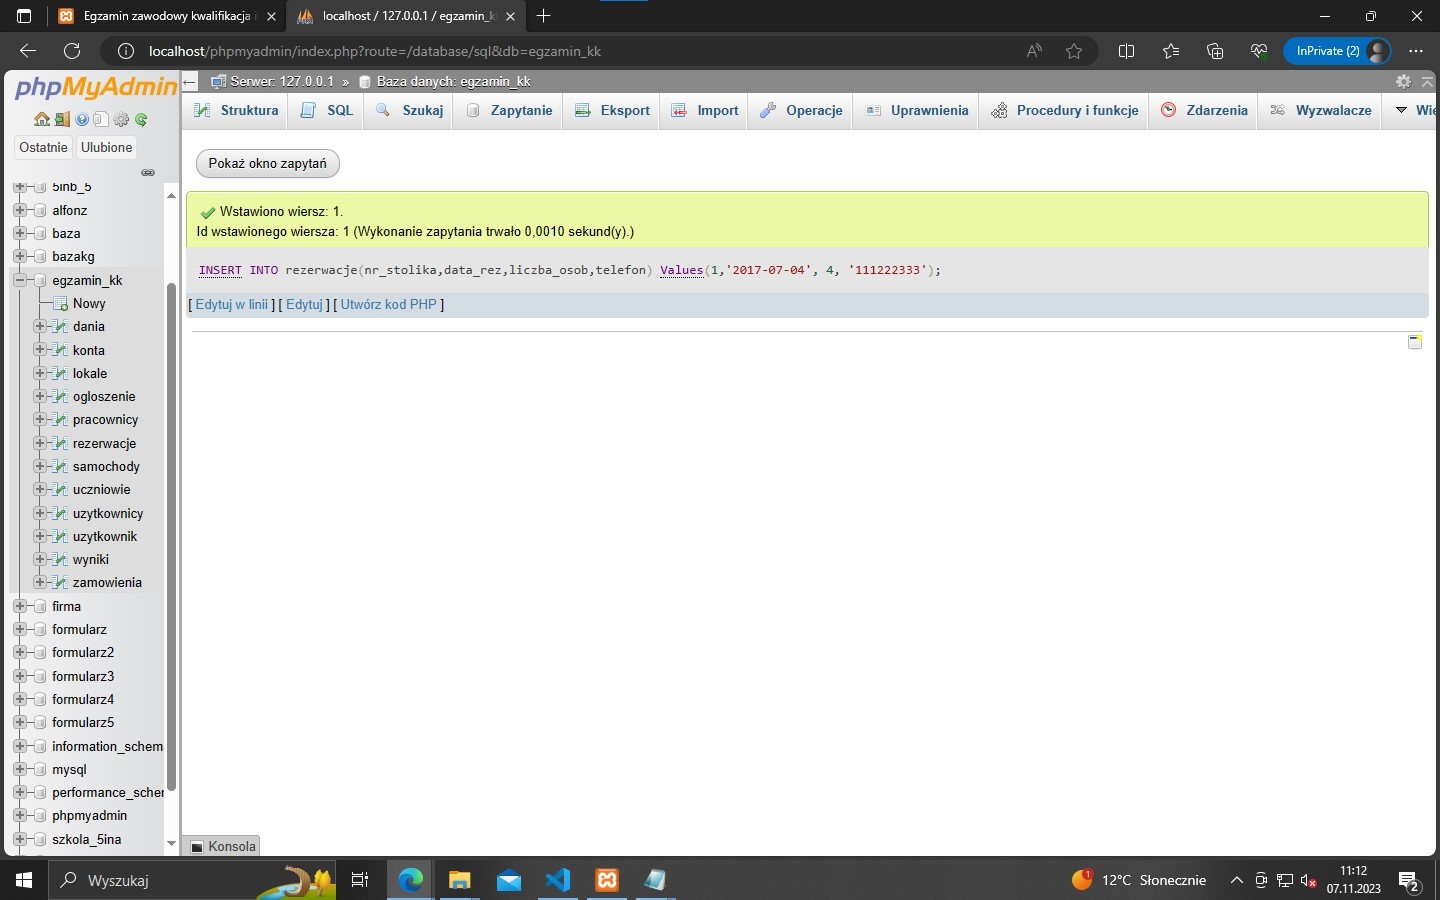 Egzamin zawodowy kwalifikacja i
localhost / 127.0.0.1 / egzamin_k
localhost/phpmyadmin/index.php?route=/database/sql&db=egzamin_kk
InPrivate (2)
phpMyAdmin
Serwer: 127.0.0.1 » Baza danych: egzamin_kk
Struktura SQL Szukaj Zapytanie Eksport Import Operacje Uprawnienia Procedury i funkcje Zdarzenia Wyzwalacze Wię
Ostatnie Ulubione
Pokaż okno zapytań
Wstawiono wiersz: 1.
Id wstawionego wiersza: 1 (Wykonanie zapytania trwało 0,0010 sekund(y).)
INSERT INTO rezerwacje(nr_stolika,data_rez,liczba_osob,telefon) Values(1,'2017-07-04', 4, '111222333');
[ Edytuj w linii ] [ Edytuj ] [ Utwórz kod PHP ]
5inb_5
alfonz
baza
bazakg
egzamin_kk
Nowy
dania
konta
lokale
ogloszenie
pracownicy
rezerwacje
samochody
uczniowie
uzytkownicy
uzytkownik
wyniki
zamowienia
firma
formularz
formularz2
formularz3
formularz4
formularz5
information_schem
mysql
performance_scher
phpmyadmin
szkola_5ina
Konsola
Wyszukaj
1
12°C Słonecznie
11:12
07.11.2023
2